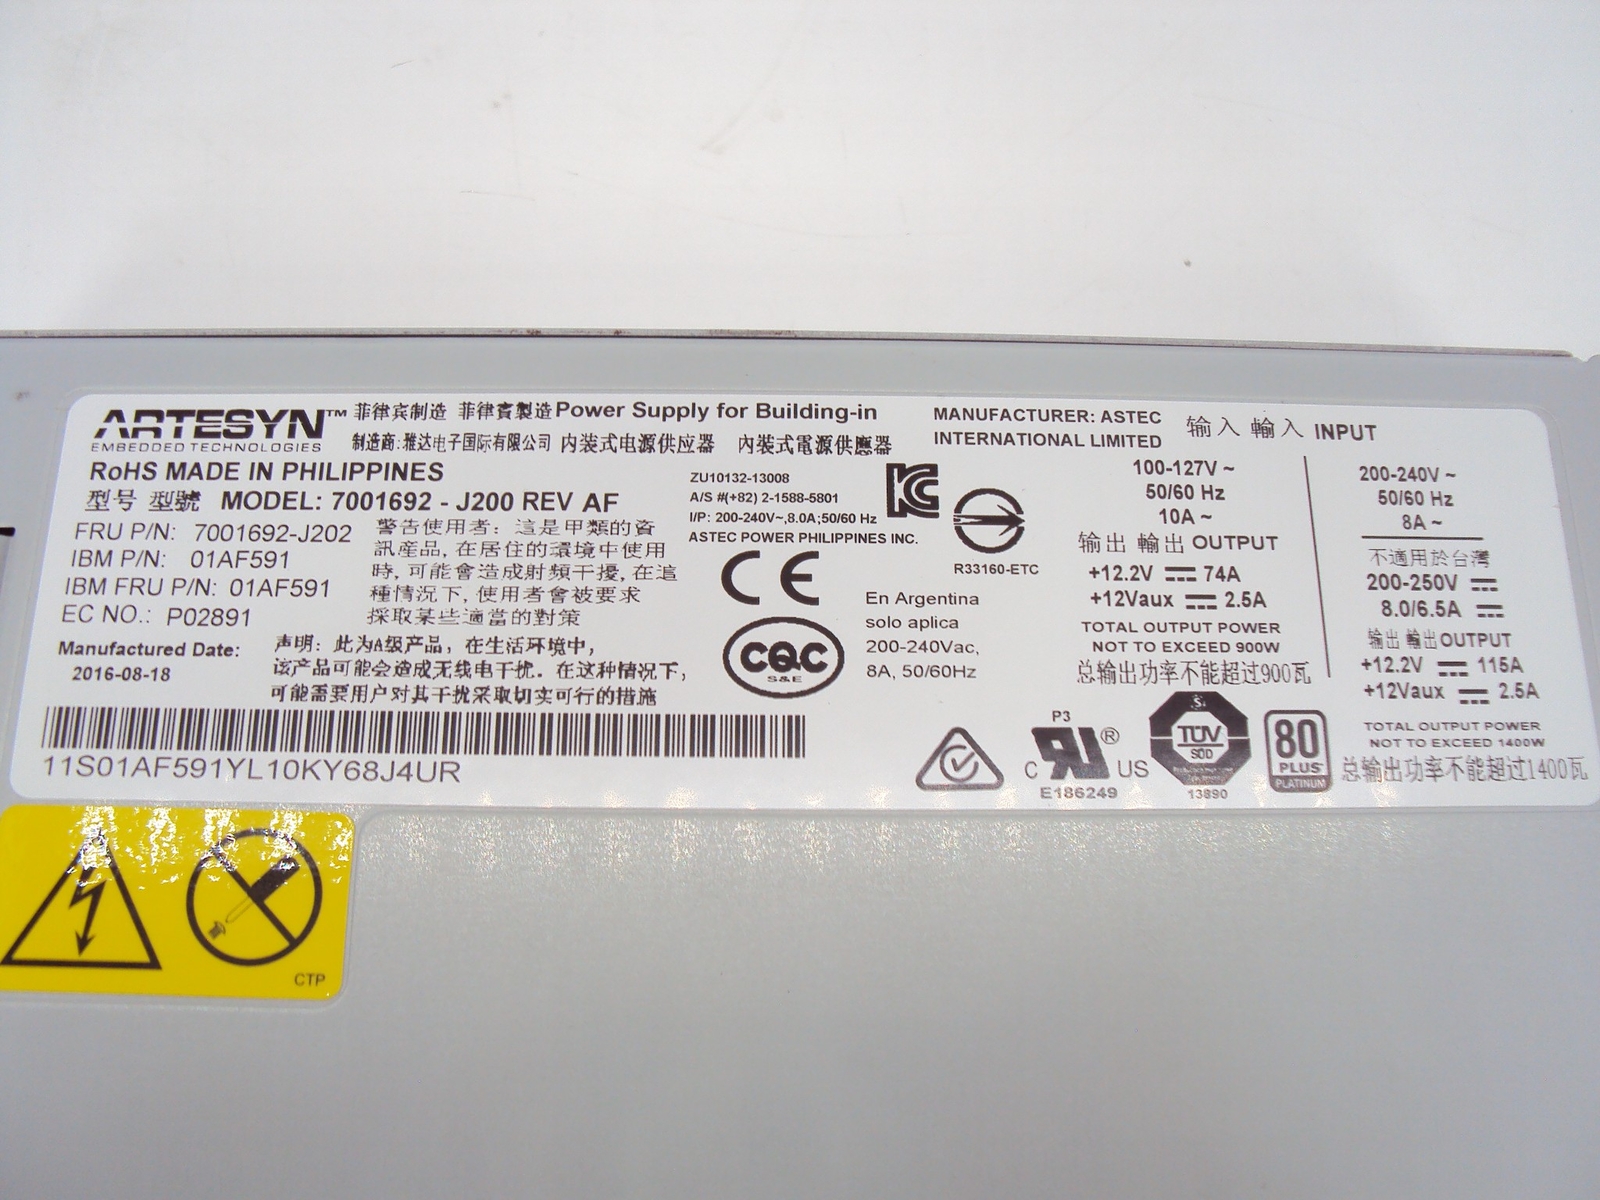 ARTESYN™ 菲律宾制造 菲律賓製造 Power Supply for Building-in
EMBEDDED TECHNOLOGIES 制造商:雅达电子国际有限公司 内装式电源供应器 內裝式電源供應器
RoHS MADE IN PHILIPPINES
型号 型號 MODEL: 7001692 - J200 REV AF
FRU P/N: 7001692-J202
IBM P/N: 01AF591
IBM FRU P/N: 01AF591
EC NO.: P02891
Manufactured Date:
2016-08-18
警告使用者: 這是甲類的資
訊産品, 在居住的環境中使用
時, 可能會造成射頻干擾, 在這
種情況下, 使用者會被要求
採取某些適當的對策
声明: 此为A级产品, 在生活环境中,
该产品可能会造成无线电干扰. 在这种情况下,
可能需要用户对其干扰采取切实可行的措施
11S01AF591YL10KY68J4UR
ZU10132-13008
A/S #(+82) 2-1588-5801
I/P: 200-240V~,8.0A;50/60 Hz
ASTEC POWER PHILIPPINES INC.
KC
R33160-ETC
CE
CQC
S&E
En Argentina
solo aplica
200-240Vac,
8A, 50/60Hz
MANUFACTURER: ASTEC
INTERNATIONAL LIMITED
输入 輸入 INPUT
100-127V ~
50/60 Hz
10A ~
输出 輸出 OUTPUT
+12.2V ⎓ 74A
+12Vaux ⎓ 2.5A
TOTAL OUTPUT POWER
NOT TO EXCEED 900W
总输出功率不能超过900瓦
200-240V ~
50/60 Hz
8A ~
不適用於台灣
200-250V ⎓
8.0/6.5A ⎓
输出 輸出 OUTPUT
+12.2V ⎓ 115A
+12Vaux ⎓ 2.5A
TOTAL OUTPUT POWER
NOT TO EXCEED 1400W
总输出功率不能超过1400瓦
P3
C RU ® US
E186249
S
TÜV
SÜD
13890
80
PLUS
PLATINUM
CTP